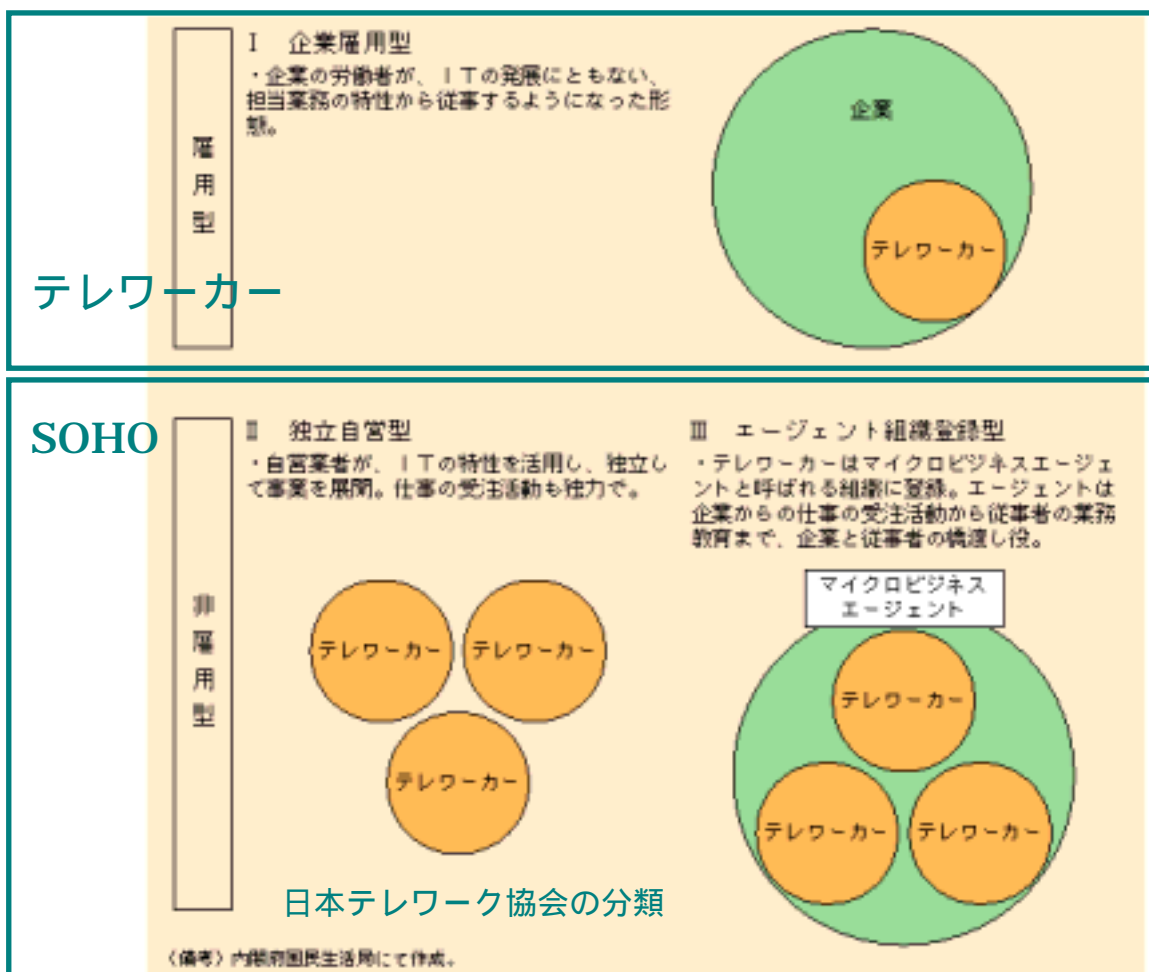 テレワーカー
雇用型
Ⅰ 企業雇用型
・企業の労働者が、ＩＴの発展にともない、
担当業務の特性から従事するようになった形
態。
企業
テレワーカー
SOHO
非雇用型
Ⅱ 独立自営型
・自営業者が、ＩＴの特性を活用し、独立し
て事業を展開。仕事の受注活動も独力で。
テレワーカー
テレワーカー
テレワーカー
Ⅲ エージェント組織登録型
・テレワーカーはマイクロビジネスエージェ
ントと呼ばれる組織に登録。エージェントは
企業からの仕事の受注活動から従事者の業務
教育まで、企業と従事者の橋渡し役。
マイクロビジネス
エージェント
テレワーカー
テレワーカー
テレワーカー
日本テレワーク協会の分類
（備考）内閣府国民生活局にて作成。